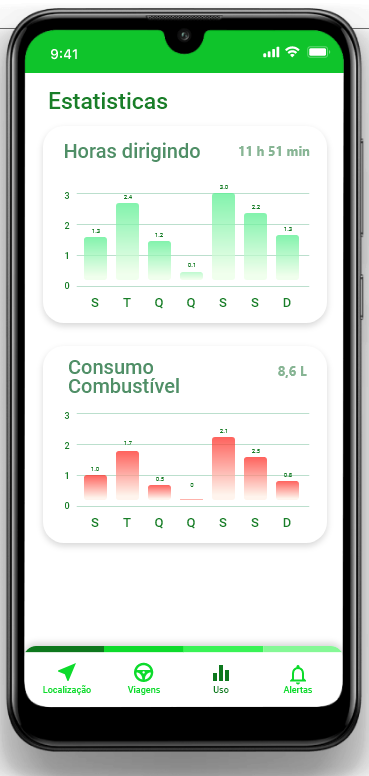 9:41
Estatisticas
Horas dirigindo 11 h 51 min
3.0
3
2.4
2.2
2
1.3 1.2 1.3
1
0.1
0
S T Q Q S S D
Consumo
Combustível
8,6 L
3
2.1
2
1.7 2.5
1
1.0 0.5 0 0.8
0
S T Q Q S S D
Localização Viagens Uso Alertas